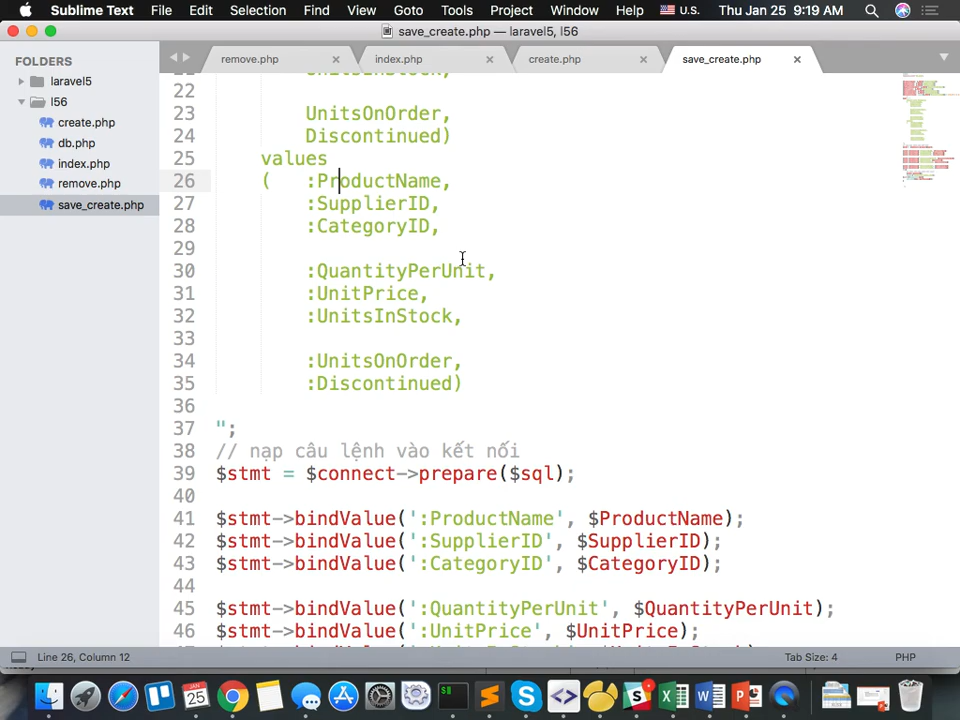 Sublime Text File Edit Selection Find View Goto Tools Project Window Help U.S. Thu Jan 25 9:19 AM
save_create.php — laravel5, l56
FOLDERS
laravel5
l56
create.php
db.php
index.php
remove.php
save_create.php
remove.php × index.php × create.php × save_create.php ×
22
23 UnitsOnOrder,
24 Discontinued)
25 values
26 ( :ProductName,
27 :SupplierID,
28 :CategoryID,
29
30 :QuantityPerUnit,
31 :UnitPrice,
32 :UnitsInStock,
33
34 :UnitsOnOrder,
35 :Discontinued)
36
37 ";
38 // nạp câu lệnh vào kết nối
39 $stmt = $connect->prepare($sql);
40
41 $stmt->bindValue(':ProductName', $ProductName);
42 $stmt->bindValue(':SupplierID', $SupplierID);
43 $stmt->bindValue(':CategoryID', $CategoryID);
44
45 $stmt->bindValue(':QuantityPerUnit', $QuantityPerUnit);
46 $stmt->bindValue(':UnitPrice', $UnitPrice);
Line 26, Column 12 Tab Size: 4 PHP
JAN
25